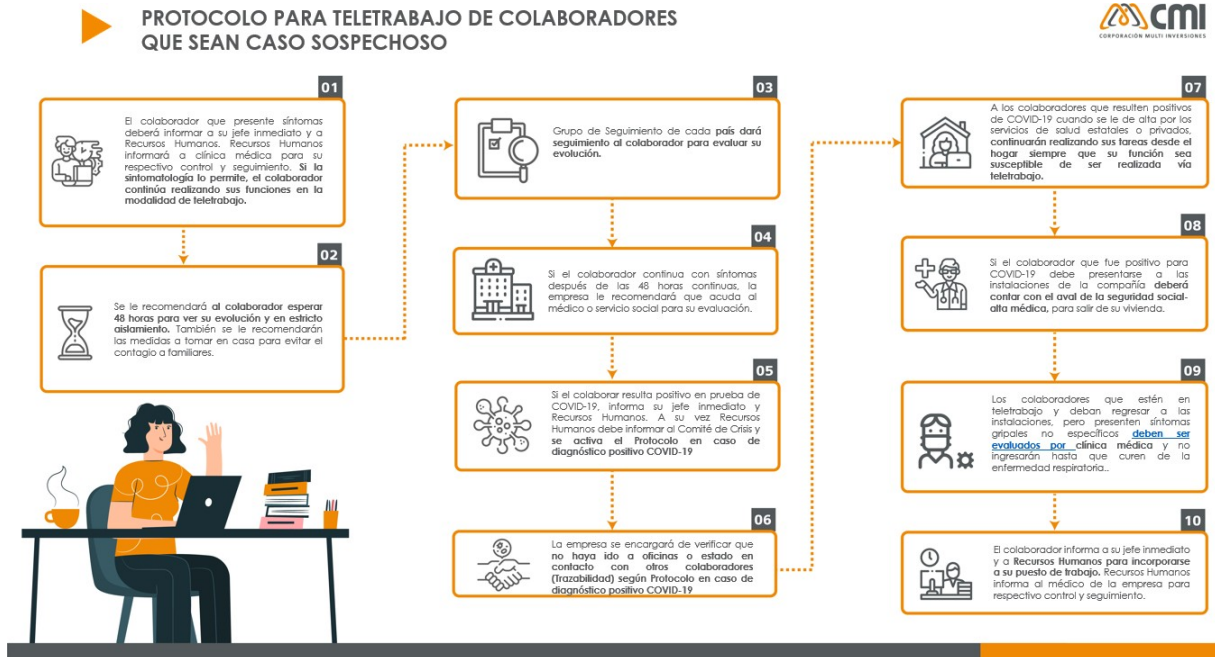 PROTOCOLO PARA TELETRABAJO DE COLABORADORES
QUE SEAN CASO SOSPECHOSO
CMI
CORPORACIÓN MULTI INVERSIONES
01
El colaborador que presente síntomas
deberá informar a su jefe inmediato y a
Recursos Humanos. Recursos Humanos
informará a clínica médica para su
respectivo control y seguimiento. Si la
sintomatología lo permite, el colaborador
continúa realizando sus funciones en la
modalidad de teletrabajo.
02
Se le recomendará al colaborador esperar
48 horas para ver su evolución y en estricto
aislamiento. También se le recomendarán
las medidas a tomar en casa para evitar el
contagio a familiares.
03
Grupo de Seguimiento de cada país dará
seguimiento al colaborador para evaluar su
evolución.
04
Si el colaborador continua con síntomas
después de las 48 horas continuas, la
empresa le recomendará que acuda al
médico o servicio social para su evaluación.
05
Si el colaborar resulta positivo en prueba de
COVID-19, informa su jefe inmediato y
Recursos Humanos. A su vez Recursos
Humanos debe informar al Comité de Crisis y
se activa el Protocolo en caso de
diagnóstico positivo COVID-19
06
La empresa se encargará de verificar que
no haya ido a oficinas o estado en
contacto con otros colaboradores
(Trazabilidad) según Protocolo en caso de
diagnóstico positivo COVID-19
07
A los colaboradores que resulten positivos
de COVID-19 cuando se le de alta por los
servicios de salud estatales o privados,
continuarán realizando sus tareas desde el
hogar siempre que su función sea
susceptible de ser realizada vía
teletrabajo.
08
Si el colaborador que fue positivo para
COVID-19 debe presentarse a las
instalaciones de la compañía deberá
contar con el aval de la seguridad social-
alta médica, para salir de su vivienda.
09
Los colaboradores que estén en
teletrabajo y deban regresar a las
instalaciones, pero presenten síntomas
gripales no específicos deben ser
evaluados por clínica médica y no
ingresarán hasta que curen de la
enfermedad respiratoria..
10
El colaborador informa a su jefe inmediato
y a Recursos Humanos para incorporarse
a su puesto de trabajo. Recursos Humanos
informa al médico de la empresa para
respectivo control y seguimiento.